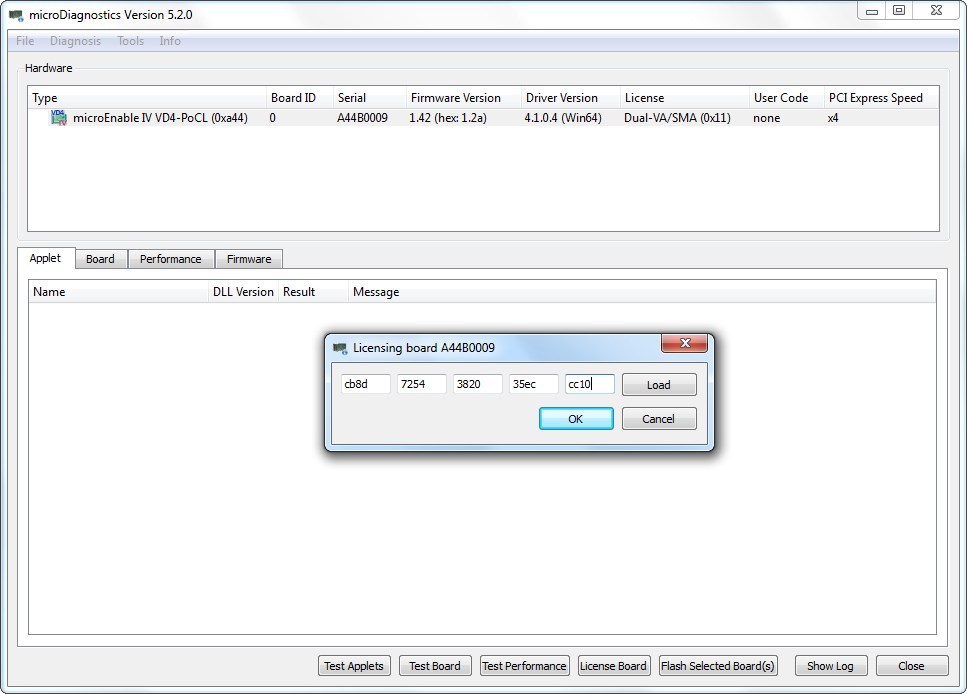 microDiagnostics Version 5.2.0
File Diagnosis Tools Info
Hardware
Type Board ID Serial Firmware Version Driver Version License User Code PCI Express Speed
microEnable IV VD4-PoCL (0xa44) 0 A44B0009 1.42 (hex: 1.2a) 4.1.0.4 (Win64) Dual-VA/SMA (0x11) none x4
Applet Board Performance Firmware
Name DLL Version Result Message
Licensing board A44B0009
cb8d 7254 3820 35ec cc10 Load
OK Cancel
Test Applets Test Board Test Performance License Board Flash Selected Board(s) Show Log Close